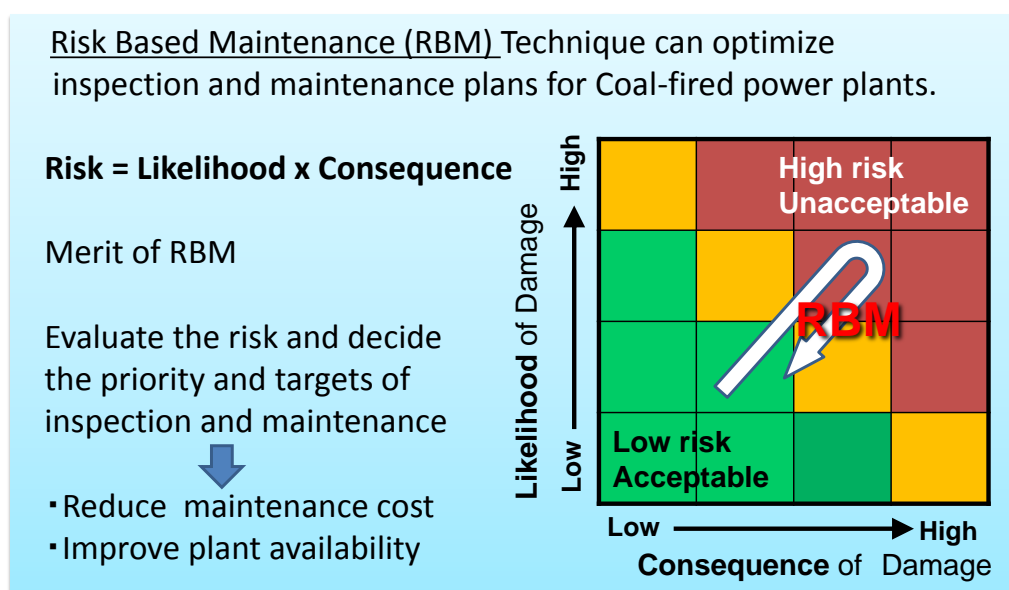 Risk Based Maintenance (RBM) Technique can optimize
inspection and maintenance plans for Coal-fired power plants.
Risk = Likelihood x Consequence
Merit of RBM
Evaluate the risk and decide
the priority and targets of
inspection and maintenance
・Reduce maintenance cost
・Improve plant availability
Likelihood of Damage
Low
High
High risk
Unacceptable
RBM
Low risk
Acceptable
Low
High
Consequence of Damage